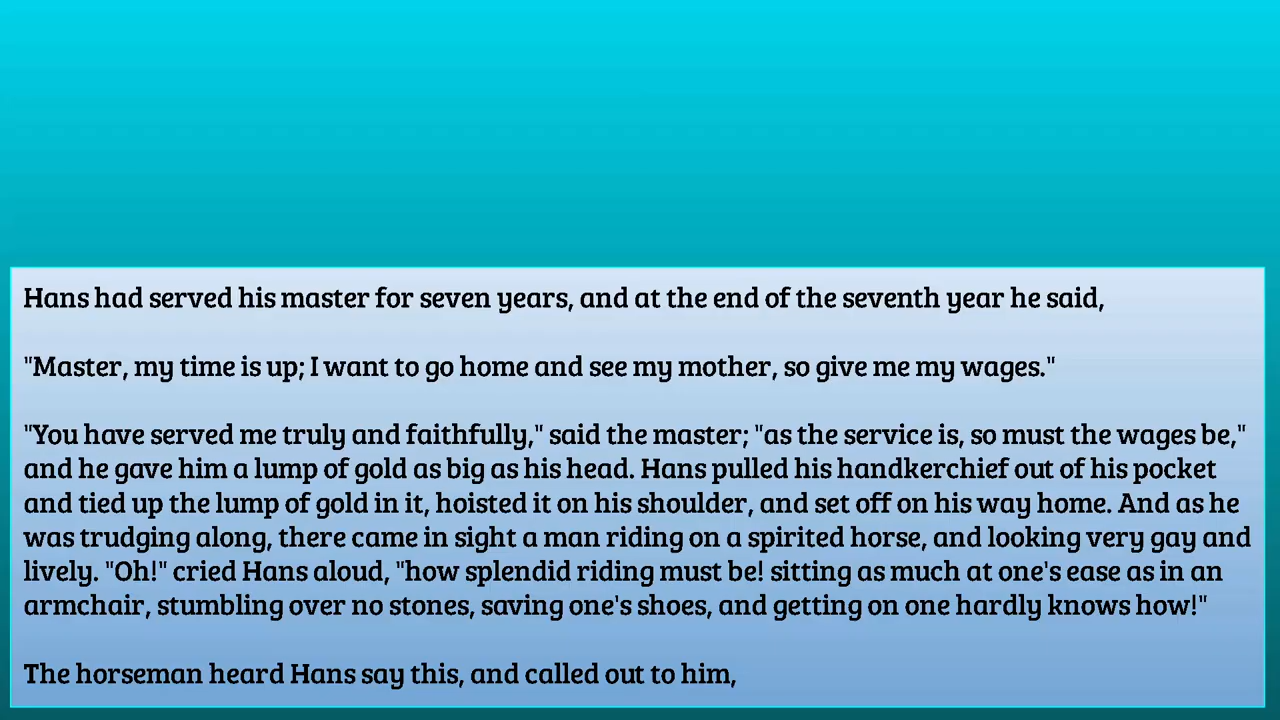 Hans had served his master for seven years, and at the end of the seventh year he said,
"Master, my time is up; I want to go home and see my mother, so give me my wages."
"You have served me truly and faithfully," said the master; "as the service is, so must the wages be,"
and he gave him a lump of gold as big as his head. Hans pulled his handkerchief out of his pocket
and tied up the lump of gold in it, hoisted it on his shoulder, and set off on his way home. And as he
was trudging along, there came in sight a man riding on a spirited horse, and looking very gay and
lively. "Oh!" cried Hans aloud, "how splendid riding must be! sitting as much at one's ease as in an
armchair, stumbling over no stones, saving one's shoes, and getting on one hardly knows how!"
The horseman heard Hans say this, and called out to him,